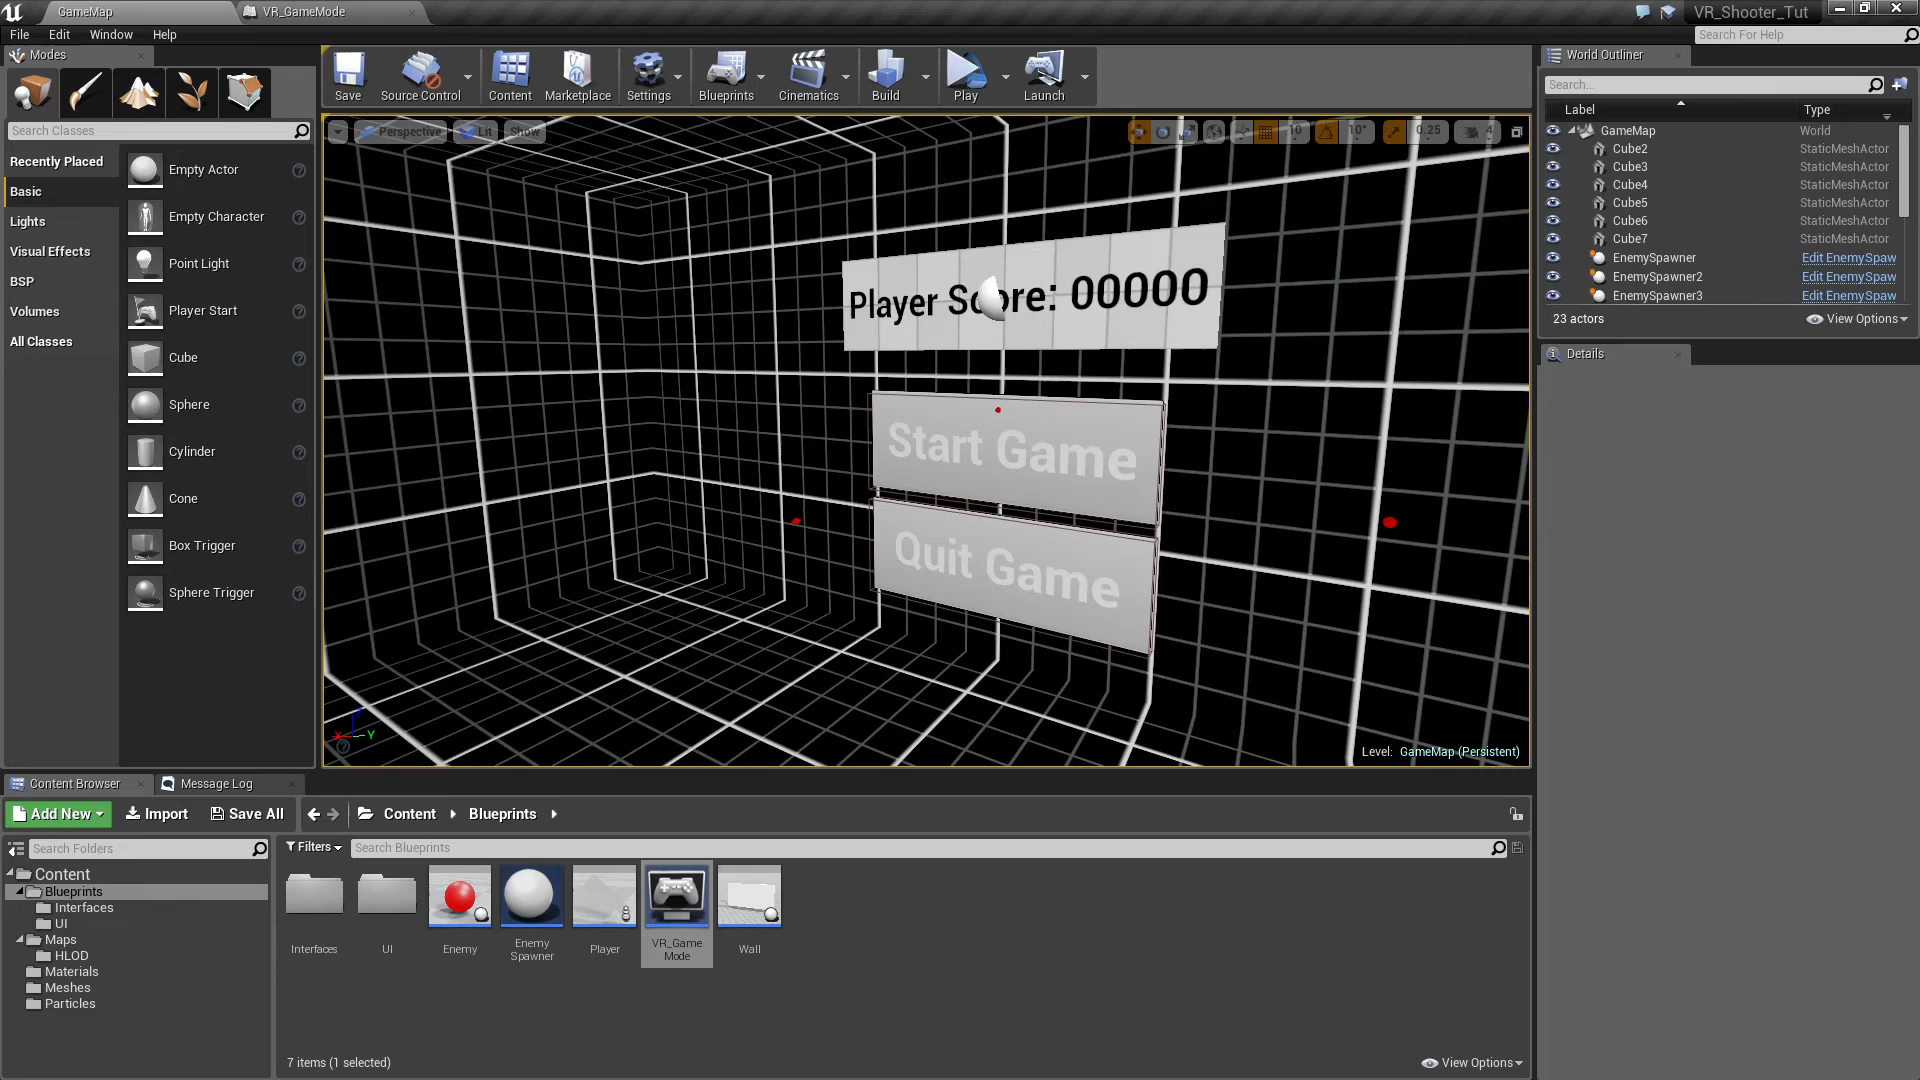 GameMap
VR_GameMode
VR_Shooter_Tut
File Edit Window Help
Search For Help
Modes
World Outliner
Save
Source Control
Content
Marketplace
Settings
Blueprints
Cinematics
Build
Play
Launch
Search...
Label Type
Search Classes
Perspective Lit Show
10 10° 0.25 4
GameMap World
Cube2 StaticMeshActor
Cube3 StaticMeshActor
Cube4 StaticMeshActor
Cube5 StaticMeshActor
Cube6 StaticMeshActor
Cube7 StaticMeshActor
EnemySpawner Edit EnemySpaw
EnemySpawner2 Edit EnemySpaw
EnemySpawner3 Edit EnemySpaw
23 actors View Options
Details
Recently Placed
Basic
Lights
Visual Effects
BSP
Volumes
All Classes
Empty Actor
Empty Character
Point Light
Player Start
Cube
Sphere
Cylinder
Cone
Box Trigger
Sphere Trigger
Player Score: 00000
Start Game
Quit Game
X Y
Level: GameMap (Persistent)
Content Browser
Message Log
Add New Import Save All Content Blueprints
Search Folders
Filters Search Blueprints
Content
Blueprints
Interfaces
UI
Maps
HLOD
Materials
Meshes
Particles
Interfaces
UI
Enemy
Enemy
Spawner
Player
VR_Game
Mode
Wall
7 items (1 selected)
View Options